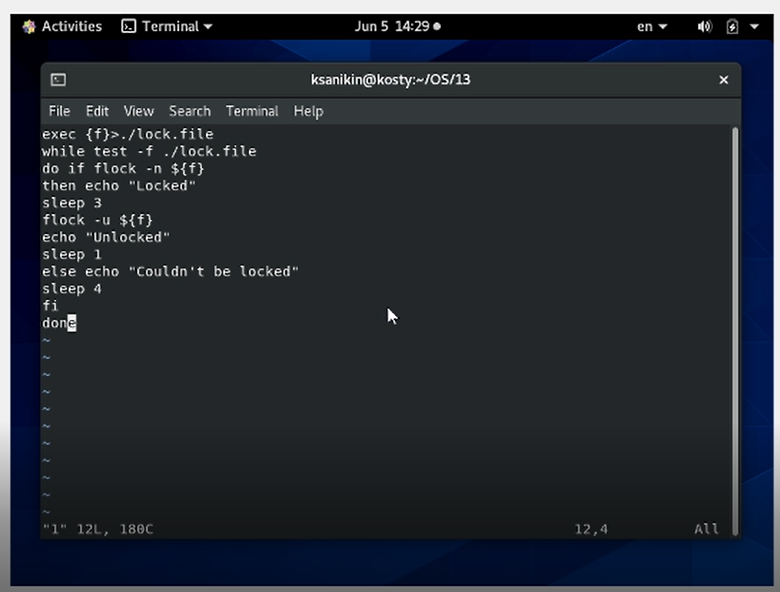 Activities Terminal Jun 5 14:29 en
ksanikin@kosty:~/OS/13
File Edit View Search Terminal Help
exec {f}>./lock.file
while test -f ./lock.file
do if flock -n ${f}
then echo "Locked"
sleep 3
flock -u ${f}
echo "Unlocked"
sleep 1
else echo "Couldn't be locked"
sleep 4
fi
done
~
~
~
~
~
~
~
~
~
~
~
"1" 12L, 180C 12,4 All